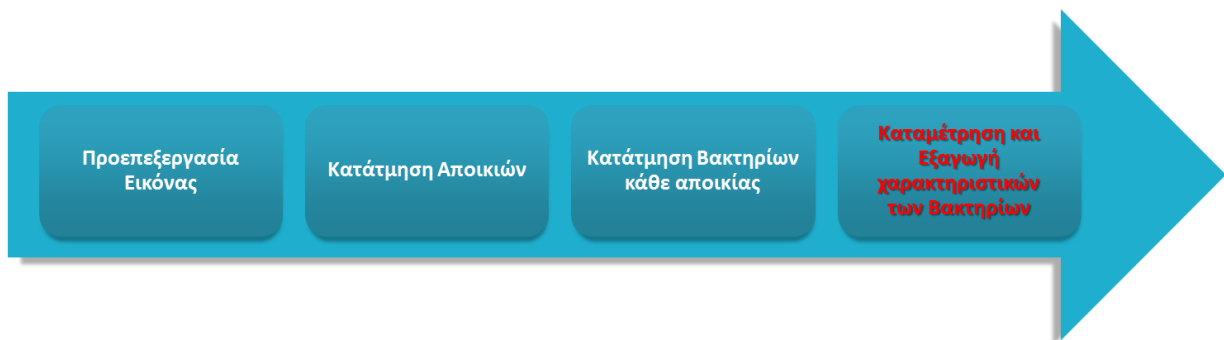 Προεπεξεργασία
Εικόνας
Κατάτμηση Αποικιών
Κατάτμηση Βακτηρίων
κάθε αποικίας
Καταμέτρηση και
Εξαγωγή
χαρακτηριστικών
των Βακτηρίων